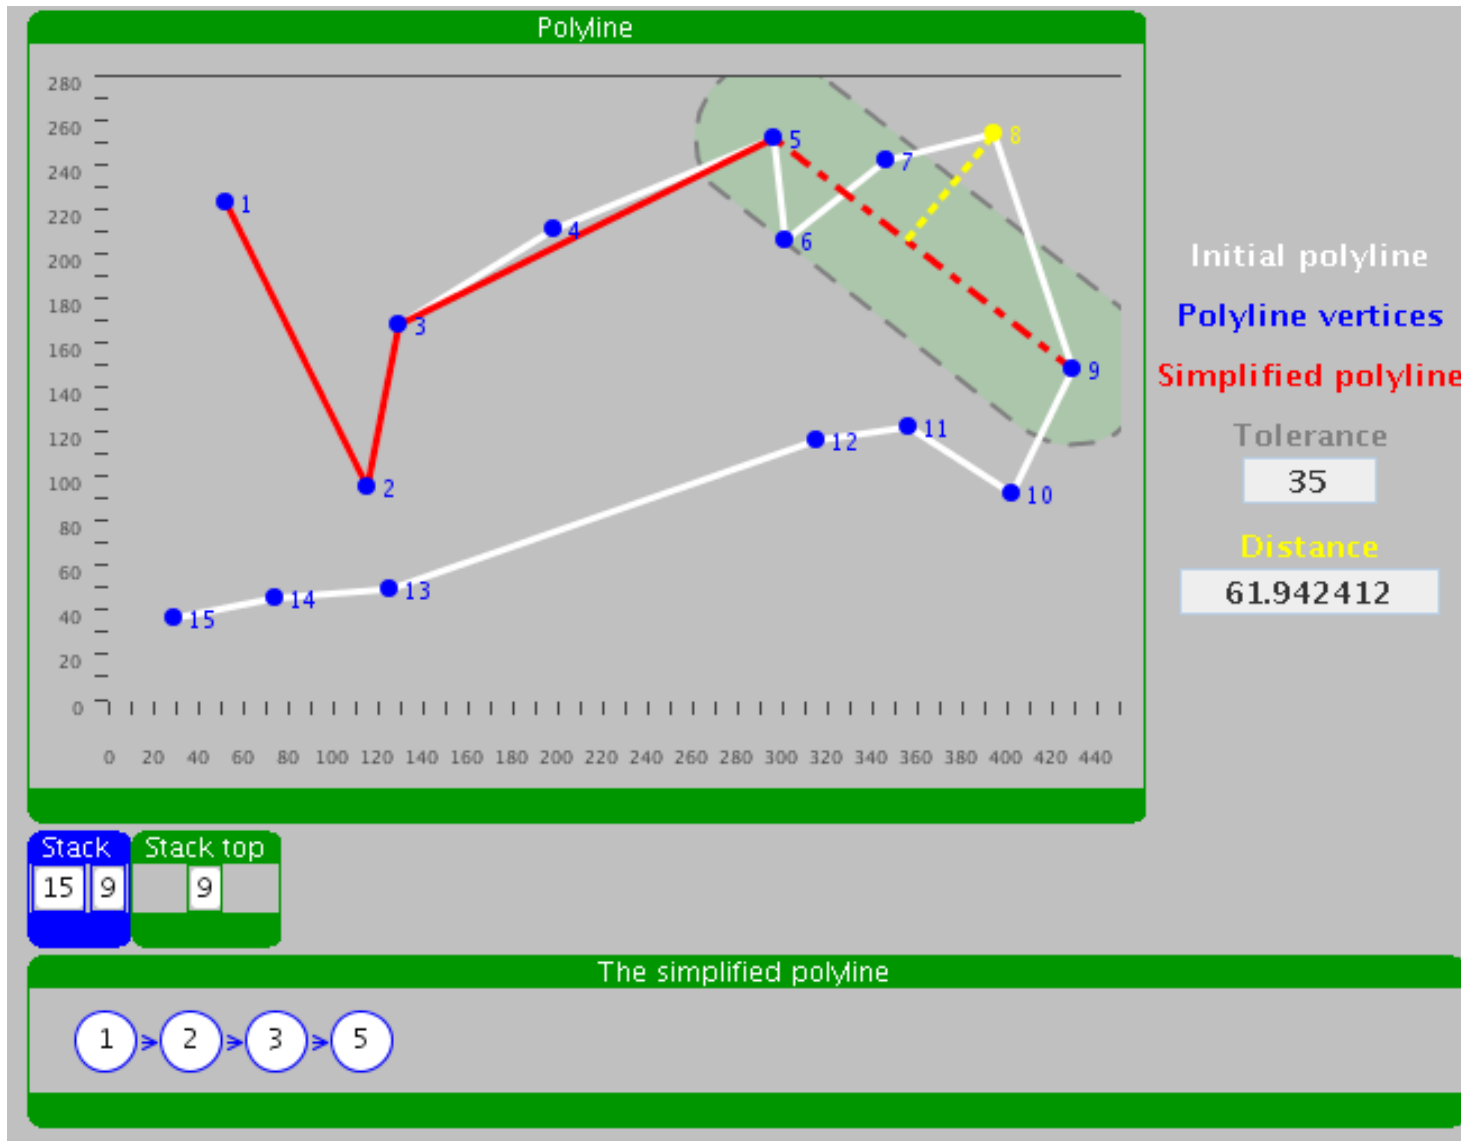 Polyline
280
260
240
220
200
180
160
140
120
100
80
60
40
20
0
1
2
3
4
5
6
7
8
9
10
11
12
13
14
15
0 20 40 60 80 100 120 140 160 180 200 220 240 260 280 300 320 340 360 380 400 420 440
Initial polyline
Polyline vertices
Simplified polyline
Tolerance
35
Distance
61.942412
Stack Stack top
15 9 9
The simplified polyline
1 2 3 5